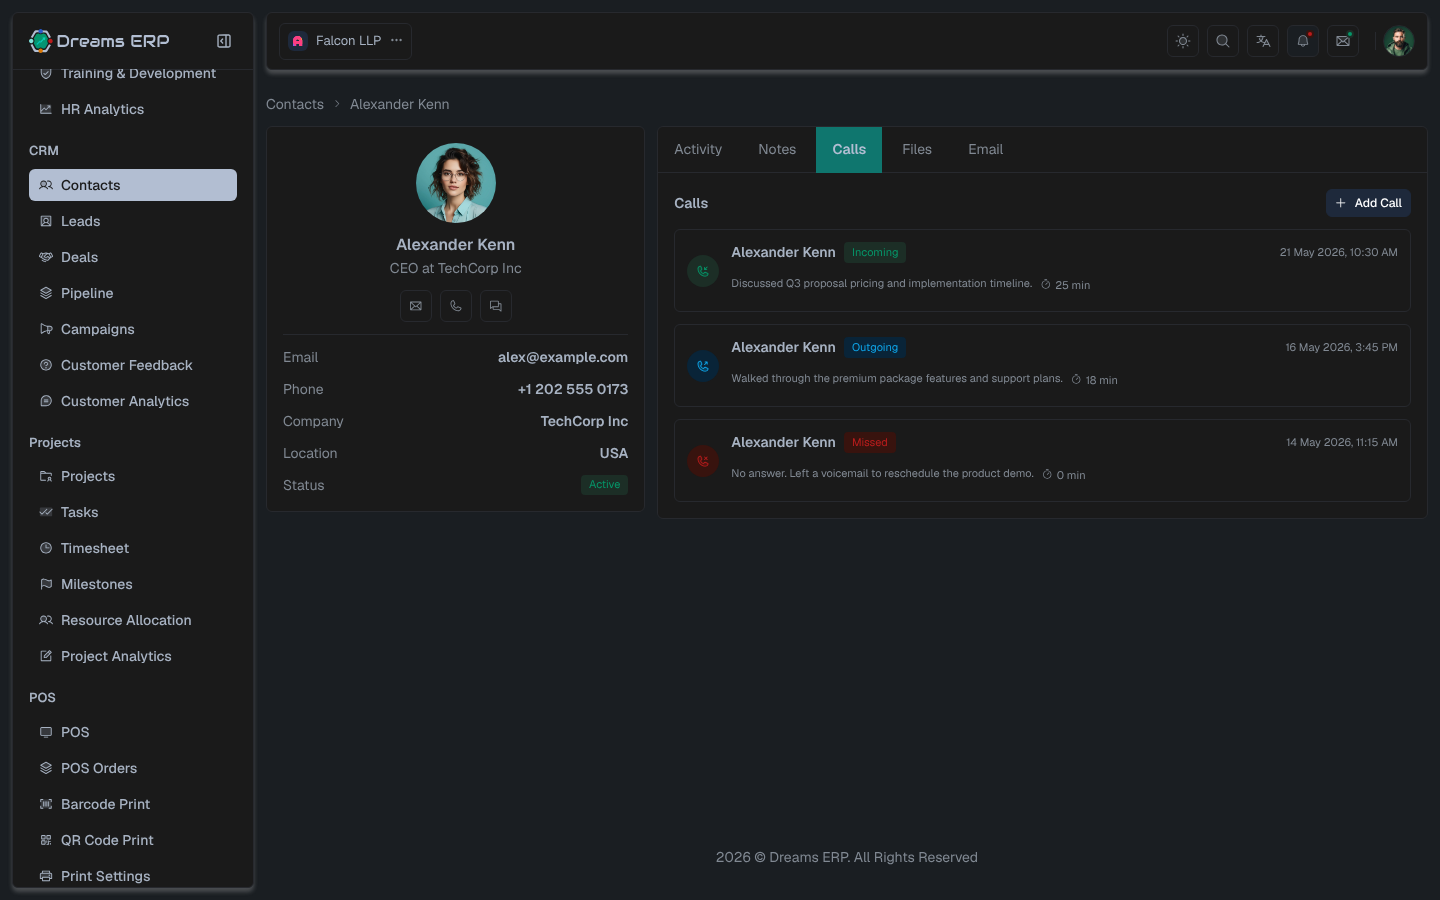 Dreams ERP
Training & Development
HR Analytics
CRM
Contacts
Leads
Deals
Pipeline
Campaigns
Customer Feedback
Customer Analytics
Projects
Projects
Tasks
Timesheet
Milestones
Resource Allocation
Project Analytics
POS
POS
POS Orders
Barcode Print
QR Code Print
Print Settings
Falcon LLP
Contacts
Alexander Kenn
Alexander Kenn
CEO at TechCorp Inc
Email alex@example.com
Phone +1 202 555 0173
Company TechCorp Inc
Location USA
Status Active
Activity Notes Calls Files Email
Calls
Add Call
Alexander Kenn Incoming 21 May 2026, 10:30 AM
Discussed Q3 proposal pricing and implementation timeline. 25 min
Alexander Kenn Outgoing 16 May 2026, 3:45 PM
Walked through the premium package features and support plans. 18 min
Alexander Kenn Missed 14 May 2026, 11:15 AM
No answer. Left a voicemail to reschedule the product demo. 0 min
2026 © Dreams ERP. All Rights Reserved